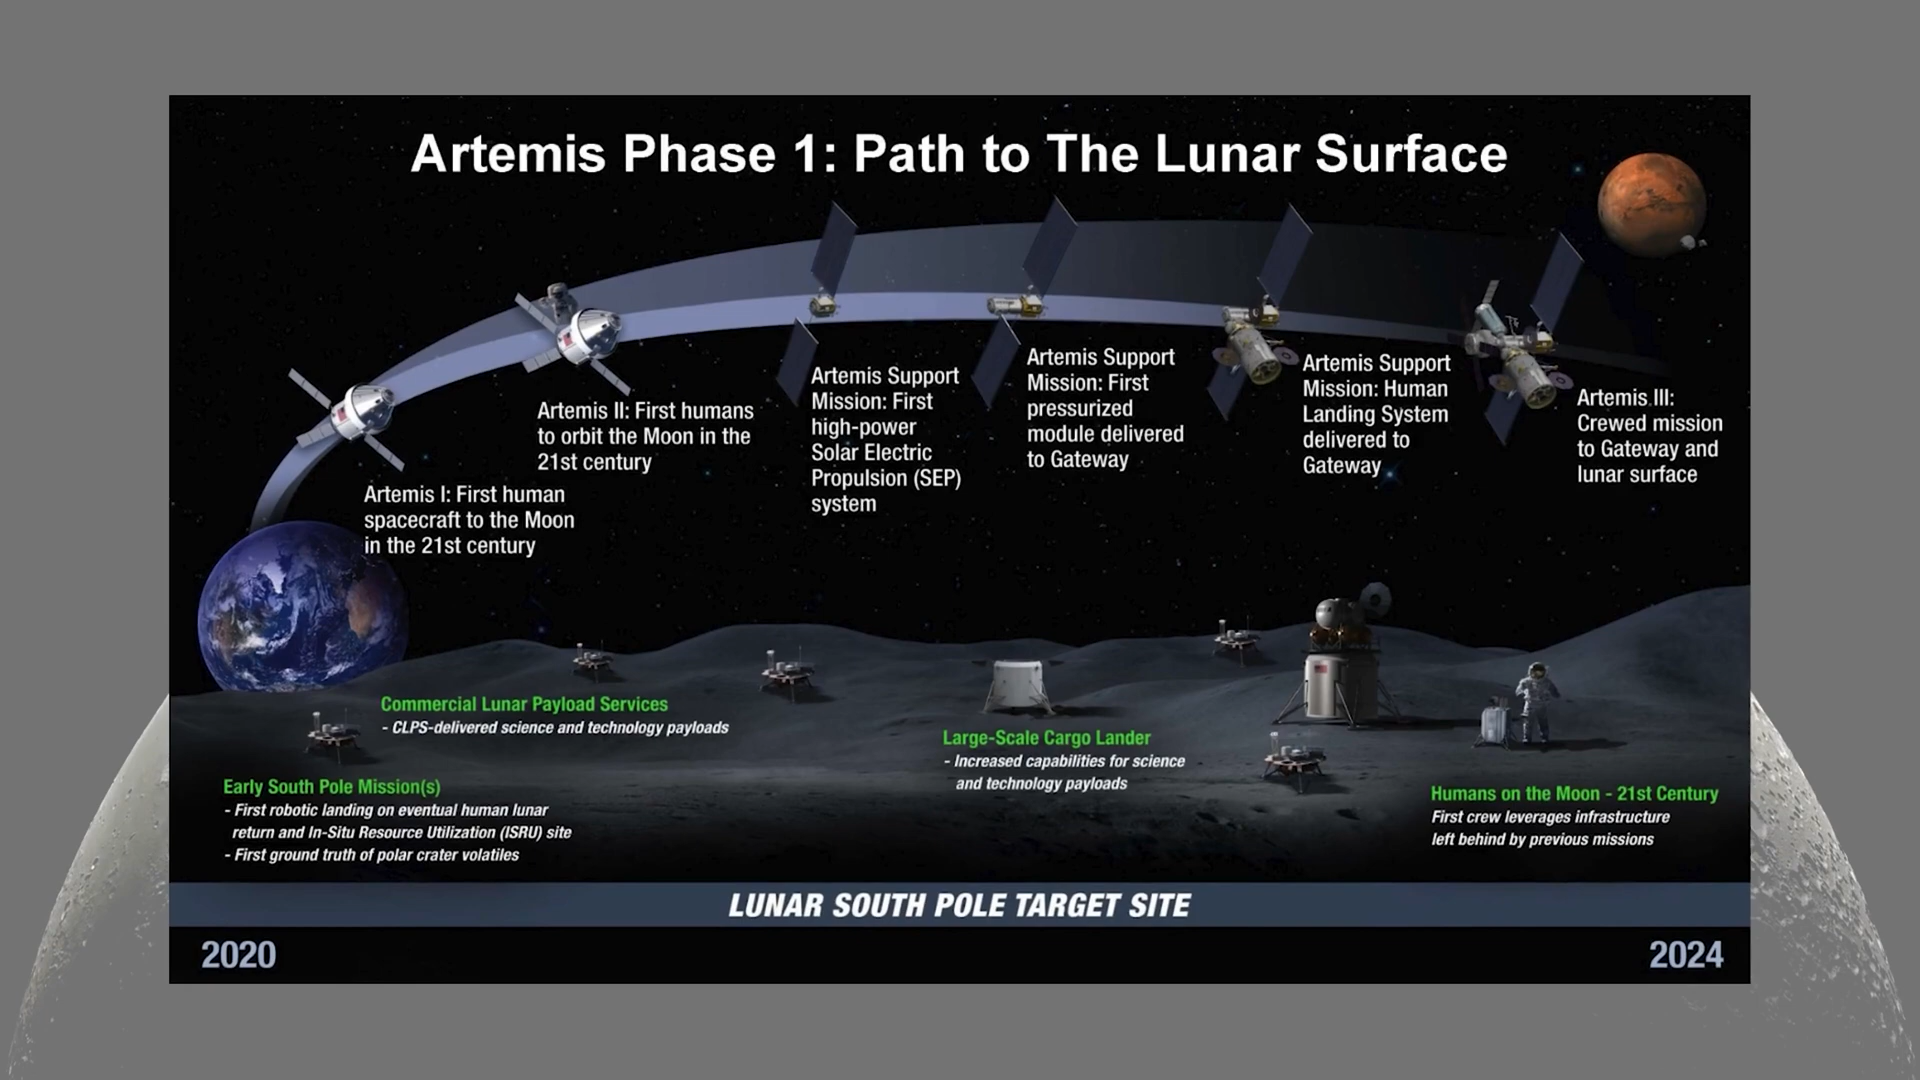 Artemis Phase 1: Path to The Lunar Surface
Artemis I: First human
spacecraft to the Moon
in the 21st century
Artemis II: First humans
to orbit the Moon in the
21st century
Artemis Support
Mission: First
high-power
Solar Electric
Propulsion (SEP)
system
Artemis Support
Mission: First
pressurized
module delivered
to Gateway
Artemis Support
Mission: Human
Landing System
delivered to
Gateway
Artemis III:
Crewed mission
to Gateway and
lunar surface
Commercial Lunar Payload Services
- CLPS-delivered science and technology payloads
Early South Pole Mission(s)
- First robotic landing on eventual human lunar
return and In-Situ Resource Utilization (ISRU) site
- First ground truth of polar crater volatiles
Large-Scale Cargo Lander
- Increased capabilities for science
and technology payloads
Humans on the Moon - 21st Century
First crew leverages infrastructure
left behind by previous missions
LUNAR SOUTH POLE TARGET SITE
2020
2024